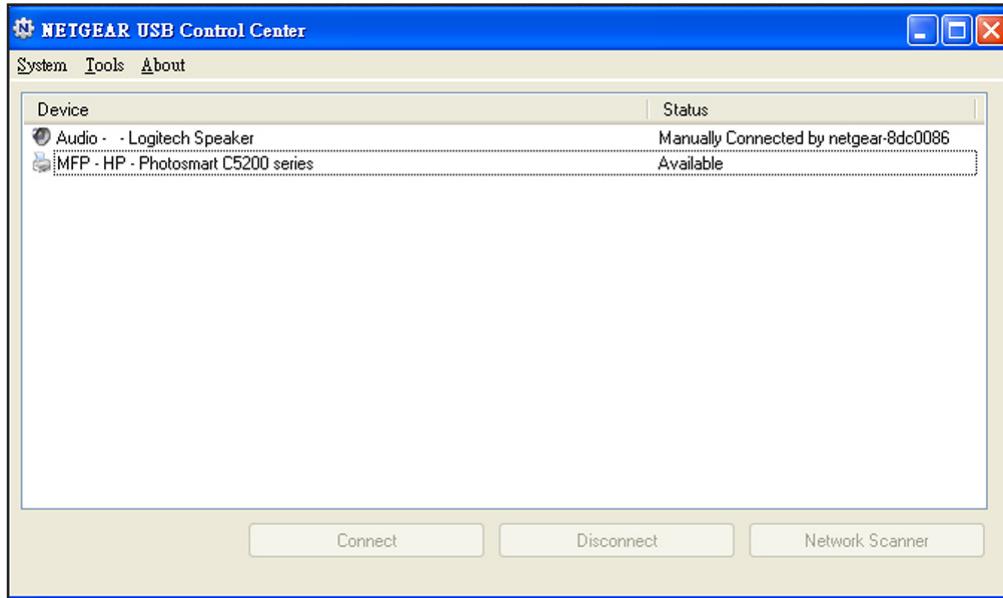 NETGEAR USB Control Center
System Tools About
Device Status
Audio - - Logitech Speaker Manually Connected by netgear-8dc0086
MFP - HP - Photosmart C5200 series Available
Connect Disconnect Network Scanner